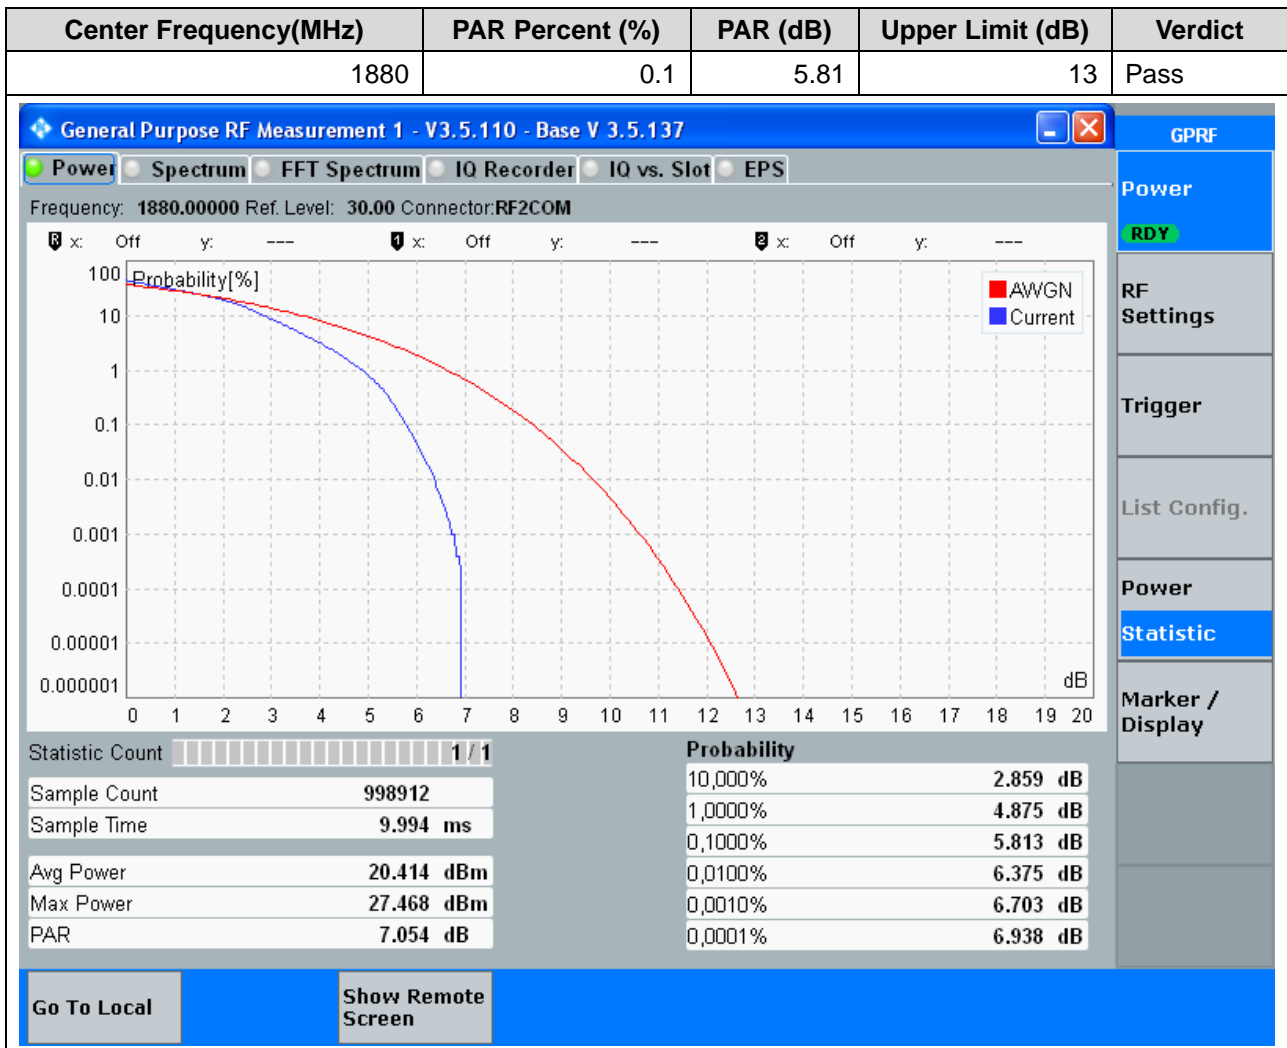 Center Frequency(MHz) PAR Percent (%) PAR (dB) Upper Limit (dB) Verdict
1880 0.1 5.81 13 Pass
General Purpose RF Measurement 1 - V3.5.110 - Base V 3.5.137
GPRF
Power Spectrum FFT Spectrum IQ Recorder IQ vs. Slot EPS
Power
RDY
Frequency: 1880.00000 Ref. Level: 30.00 Connector:RF2COM
R x: Off y: --- 1 x: Off y: --- 2 x: Off y: ---
Probability[%]
AWGN
Current
100
10
1
0.1
0.01
0.001
0.0001
0.00001
0.000001
dB
0 1 2 3 4 5 6 7 8 9 10 11 12 13 14 15 16 17 18 19 20
RF
Settings
Trigger
List Config.
Power
Statistic
Marker /
Display
Statistic Count 1 / 1
Sample Count 998912
Sample Time 9.994 ms
Avg Power 20.414 dBm
Max Power 27.468 dBm
PAR 7.054 dB
Probability
10,000% 2.859 dB
1,0000% 4.875 dB
0,1000% 5.813 dB
0,0100% 6.375 dB
0,0010% 6.703 dB
0,0001% 6.938 dB
Go To Local
Show Remote
Screen